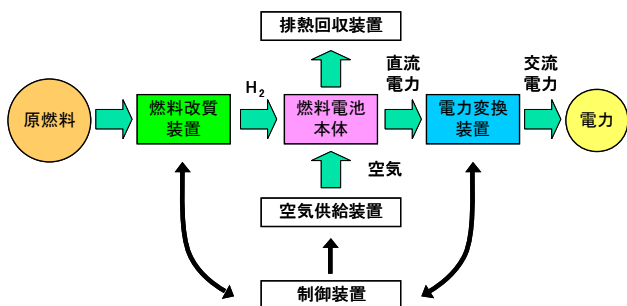 排熱回収装置
直流
電力
交流
電力
H₂
原燃料
燃料改質
装置
燃料電池
本体
電力変換
装置
電力
空気
空気供給装置
制御装置